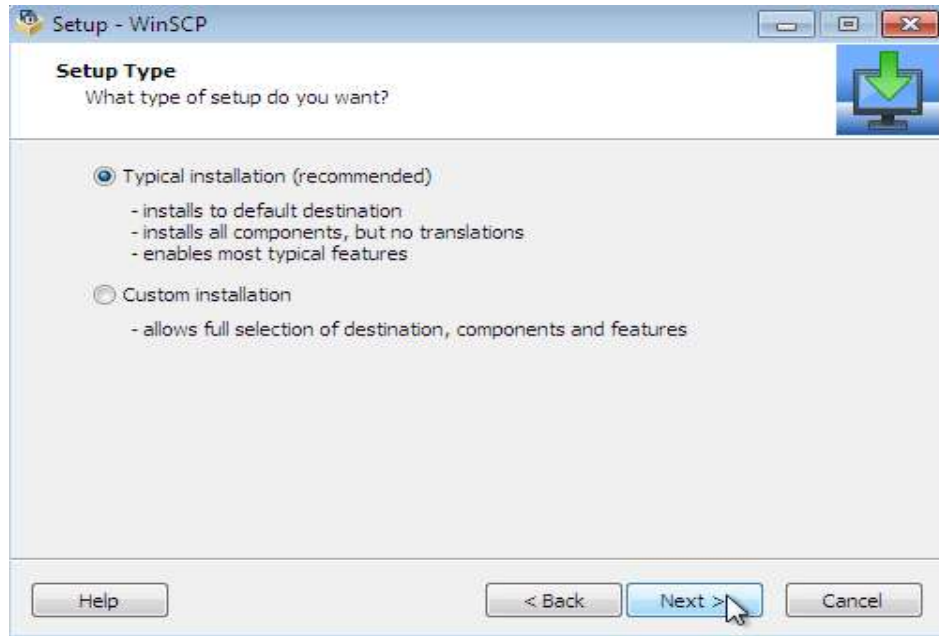 Setup - WinSCP
Setup Type
What type of setup do you want?
Typical installation (recommended)
- installs to default destination
- installs all components, but no translations
- enables most typical features
Custom installation
- allows full selection of destination, components and features
Help
< Back
Next >
Cancel